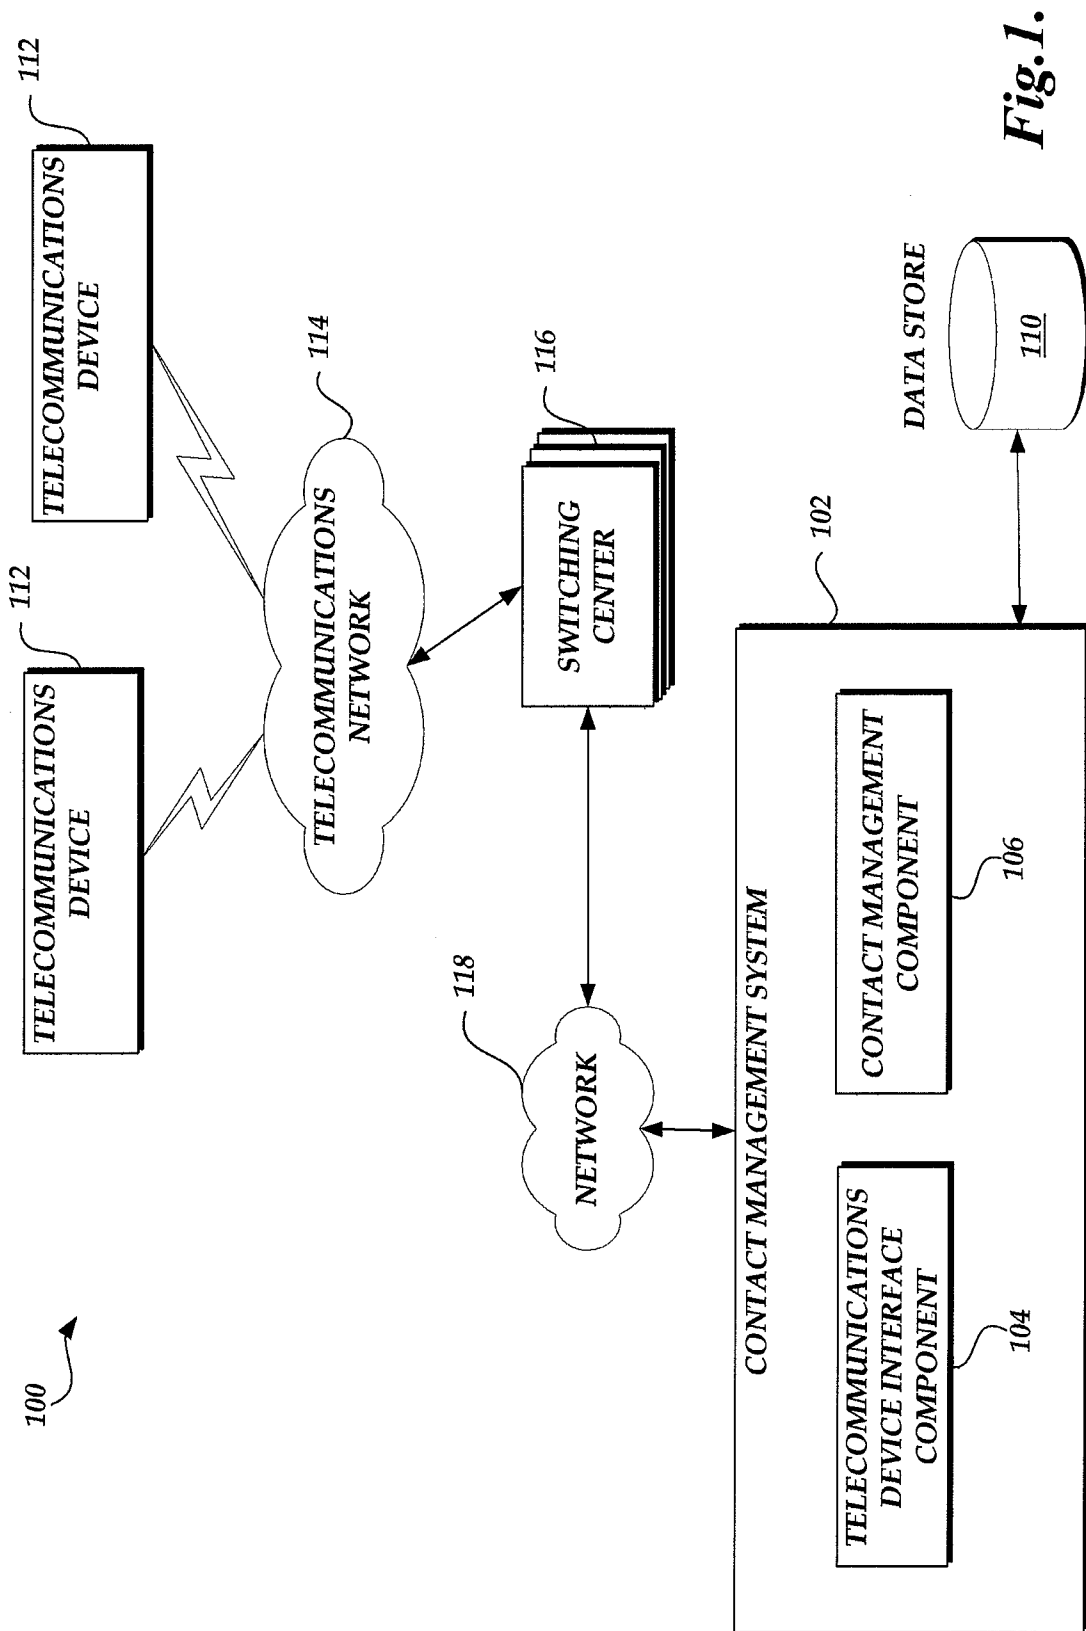 100
112
TELECOMMUNICATIONS
DEVICE
112
TELECOMMUNICATIONS
DEVICE
114
TELECOMMUNICATIONS
NETWORK
118
NETWORK
116
SWITCHING
CENTER
102
CONTACT MANAGEMENT SYSTEM
TELECOMMUNICATIONS
DEVICE INTERFACE
COMPONENT
104
CONTACT MANAGEMENT
COMPONENT
106
DATA STORE
110
Fig.1.